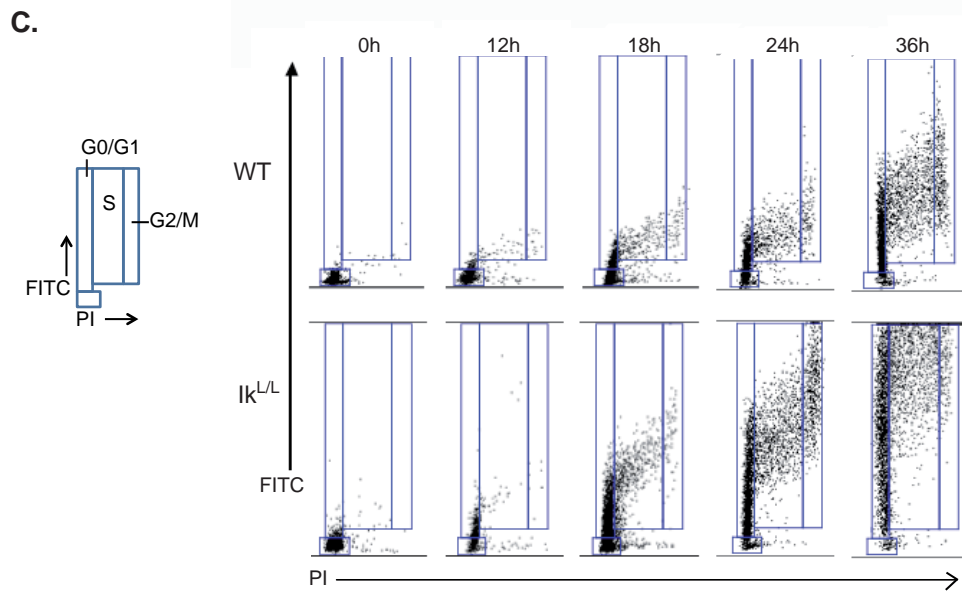 C.
0h 12h 18h 24h 36h
G0/G1
S
G2/M
FITC
PI
WT
Ik^L/L
FITC
PI